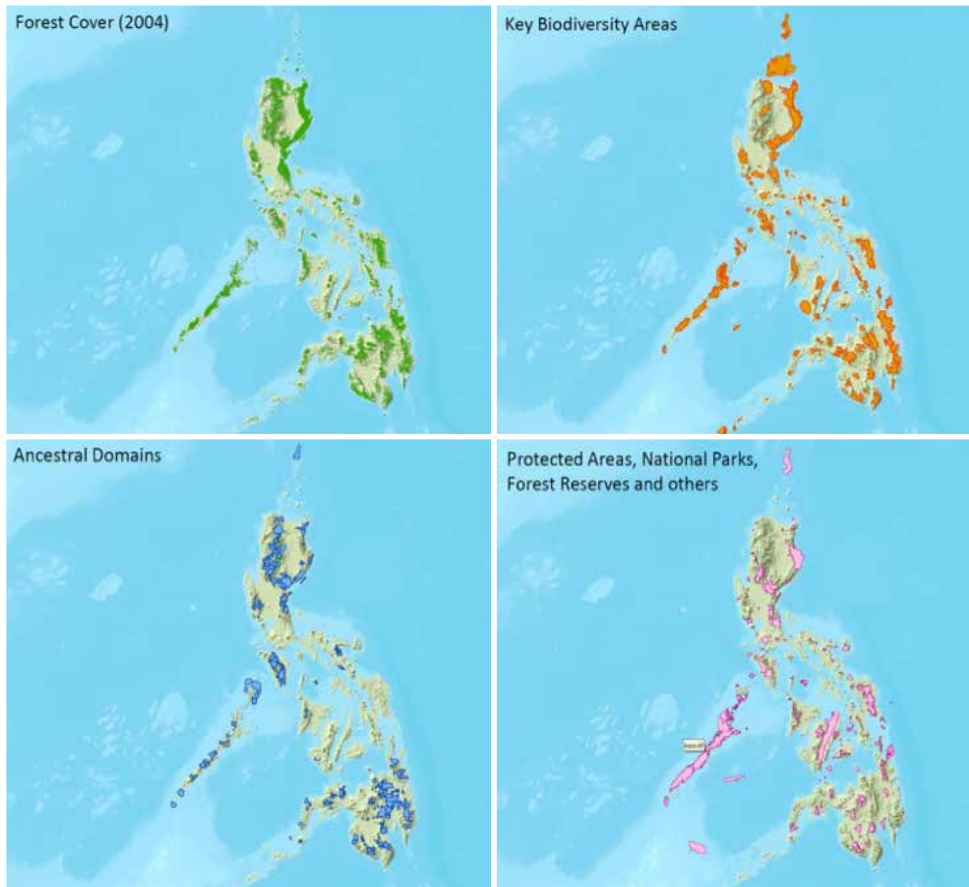 Forest Cover (2004)
Key Biodiversity Areas
Ancestral Domains
Protected Areas, National Parks,
Forest Reserves and others